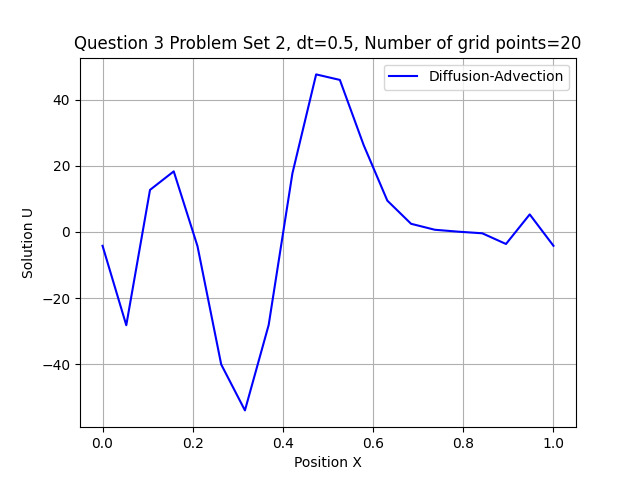 Question 3 Problem Set 2, dt=0.5, Number of grid points=20
Diffusion-Advection
Solution U
40
20
0
−20
−40
0.0 0.2 0.4 0.6 0.8 1.0
Position X